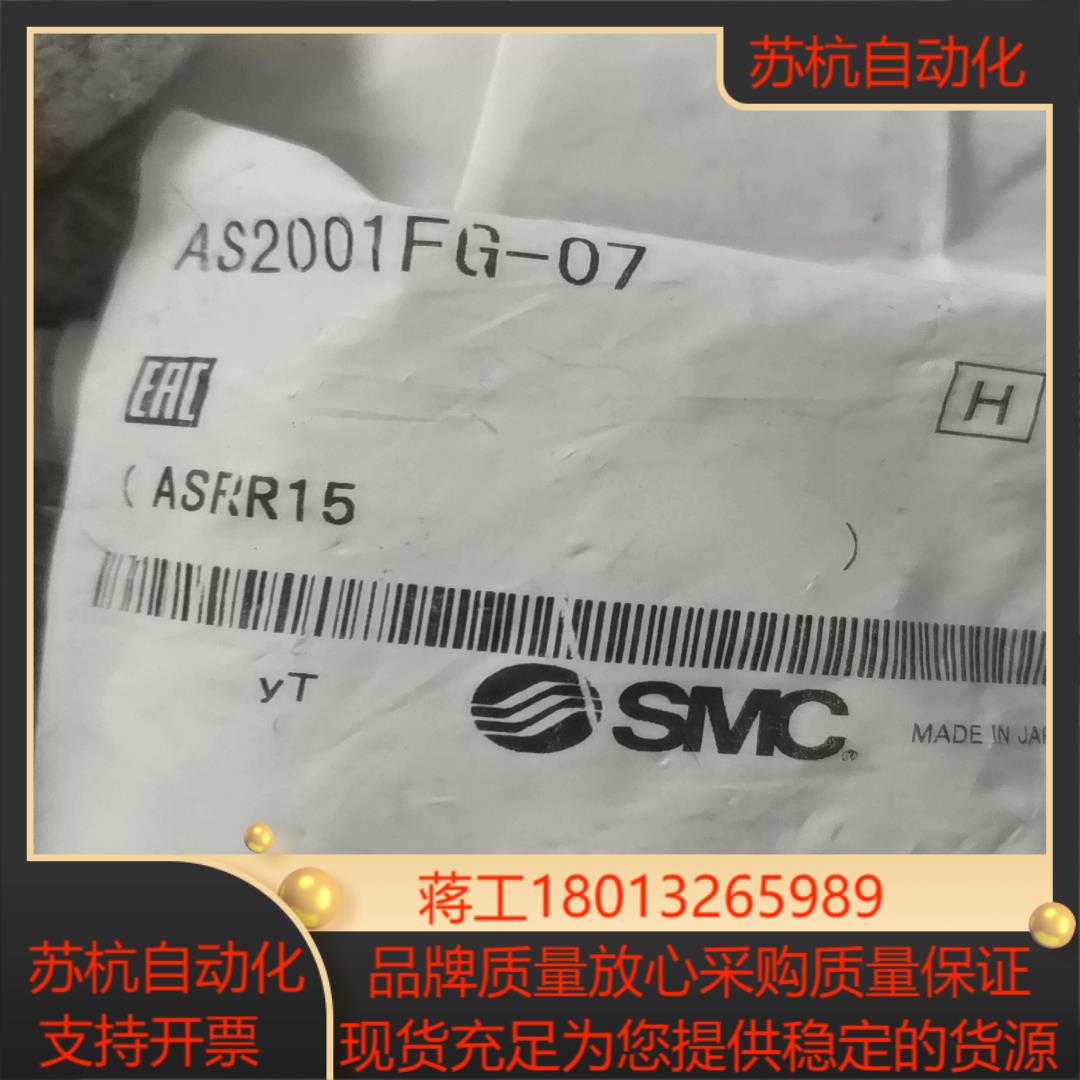 苏杭自动化
AS2001FG-07
EAC
H
(ASRR15 )
yT
SMC
MADE IN JAP
蒋工18013265989
苏杭自动化
支持开票
品牌质量放心采购质量保证
现货充足为您提供稳定的货源